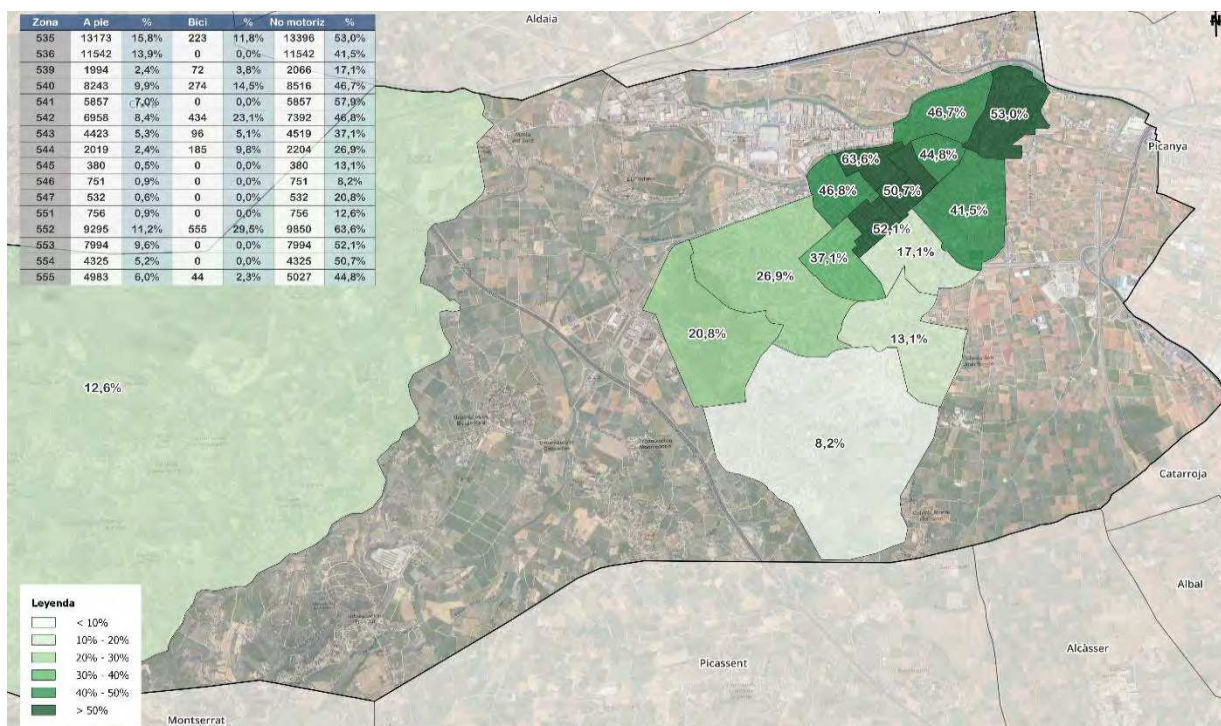 Zona A pie % Bici % No motoriz %
535 13173 15,8% 223 11,8% 13396 53,0%
536 11542 13,9% 0 0,0% 11542 41,5%
539 1994 2,4% 72 3,8% 2066 17,1%
540 8243 9,9% 274 14,5% 8516 46,7%
541 5857 7,0% 0 0,0% 5857 57,9%
542 6958 8,4% 434 23,1% 7392 46,8%
543 4423 5,3% 96 5,1% 4519 37,1%
544 2019 2,4% 185 9,8% 2204 26,9%
545 380 0,5% 0 0,0% 380 13,1%
546 751 0,9% 0 0,0% 751 8,2%
547 532 0,6% 0 0,0% 532 20,8%
551 756 0,9% 0 0,0% 756 12,6%
552 9295 11,2% 555 29,5% 9850 63,6%
553 7994 9,6% 0 0,0% 7994 52,1%
554 4325 5,2% 0 0,0% 4325 50,7%
555 4983 6,0% 44 2,3% 5027 44,8%
Aldaia
N
46,7%
53,0%
Picanya
44,8%
63,6%
46,8%
50,7%
41,5%
52,1%
17,1%
37,1%
26,9%
20,8%
13,1%
12,6%
8,2%
Catarroja
Albal
Alcàsser
Picassent
Montserrat
Leyenda
< 10%
10% - 20%
20% - 30%
30% - 40%
40% - 50%
> 50%